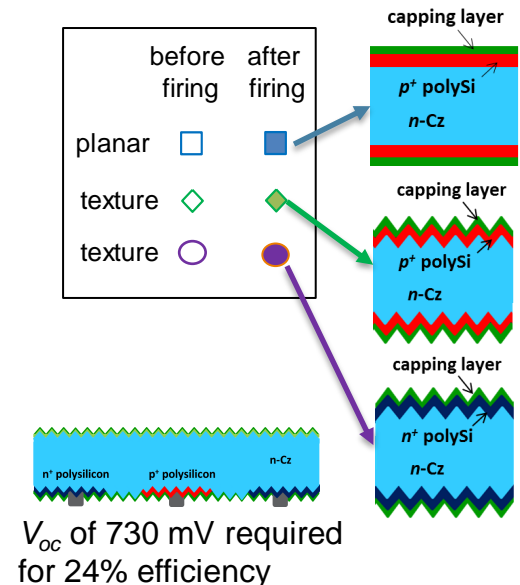 capping layer
before after
firing firing
p+ polySi
n-Cz
planar
capping layer
texture
p+ polySi
n-Cz
texture
capping layer
n+ polySi
n-Cz
n+ polysilicon p+ polysilicon n-Cz
Voc of 730 mV required
for 24% efficiency